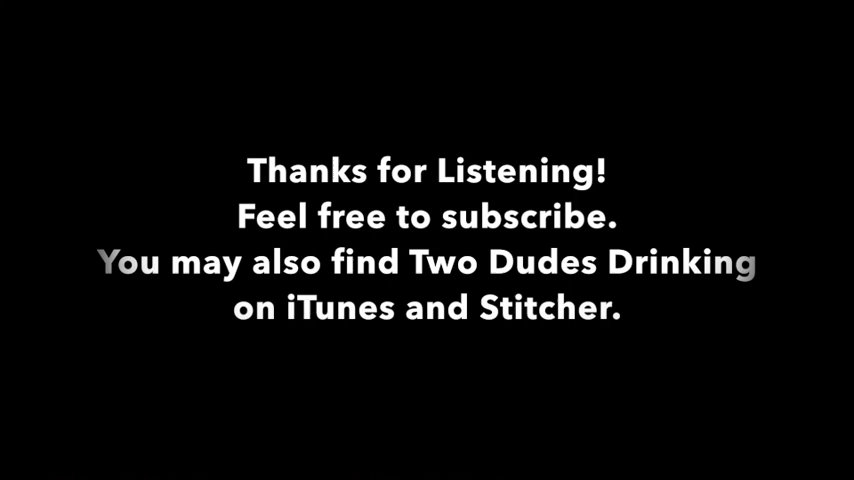 Thanks for Listening!
Feel free to subscribe.
You may also find Two Dudes Drinking
on iTunes and Stitcher.